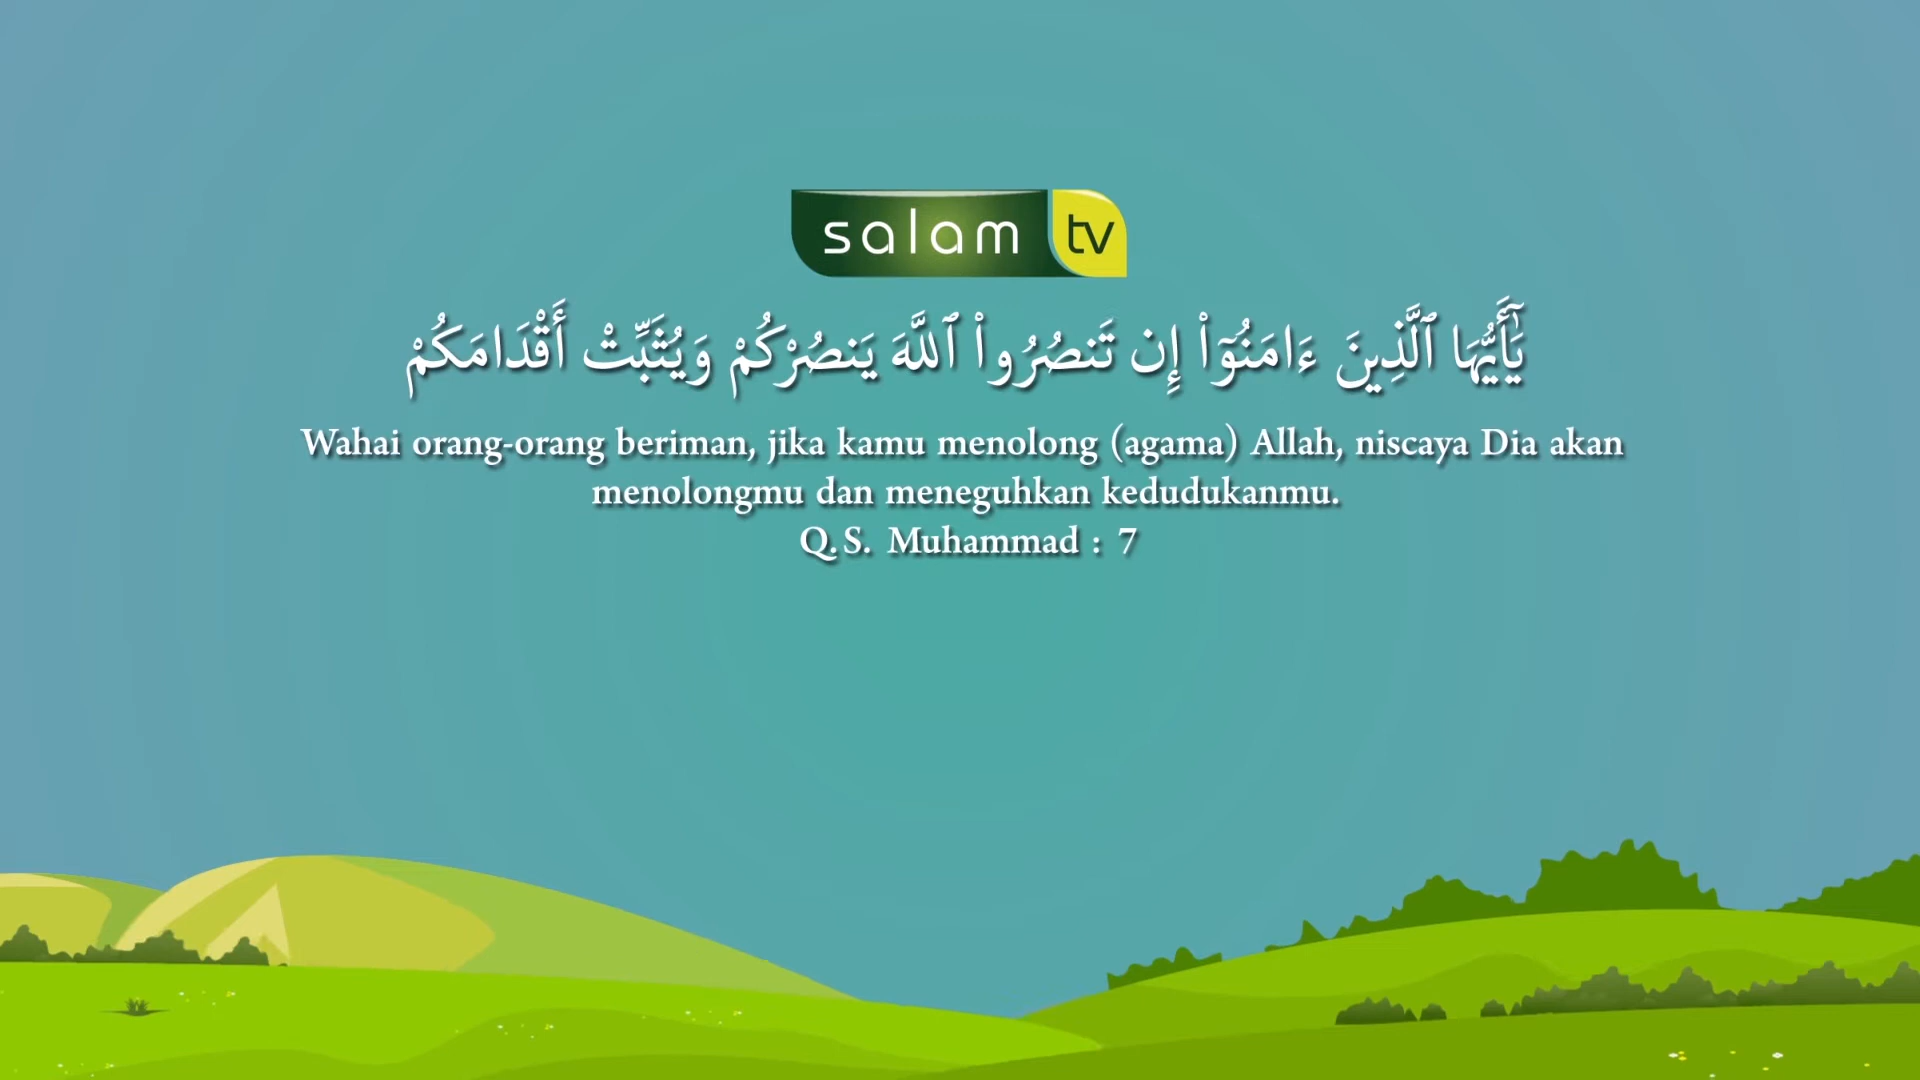 salam tv
يَٰٓأَيُّهَا ٱلَّذِينَ ءَامَنُوٓا۟ إِن تَنصُرُوا۟ ٱللَّهَ يَنصُرْكُمْ وَيُثَبِّتْ أَقْدَامَكُمْ
Wahai orang-orang beriman, jika kamu menolong (agama) Allah, niscaya Dia akan
menolongmu dan meneguhkan kedudukanmu.
Q.S. Muhammad : 7